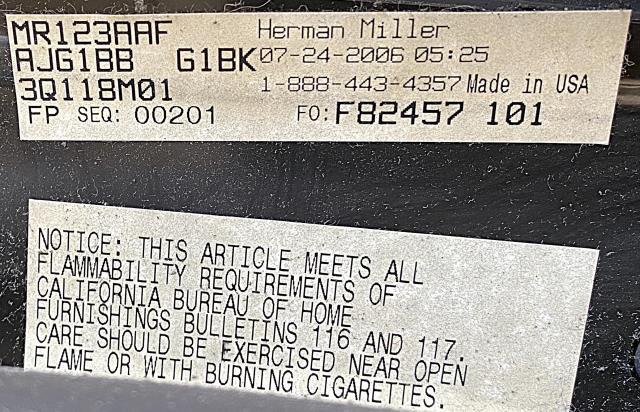 MR123AAF Herman Miller
AJG1BB G1BK 07-24-2006 05:25
3Q118M01 1-888-443-4357 Made in USA
FP SEQ: 00201 FO: F82457 101
NOTICE: THIS ARTICLE MEETS ALL
FLAMMABILITY REQUIREMENTS OF
CALIFORNIA BUREAU OF HOME
FURNISHINGS BULLETINS 116 AND 117.
CARE SHOULD BE EXERCISED NEAR OPEN
FLAME OR WITH BURNING CIGARETTES.